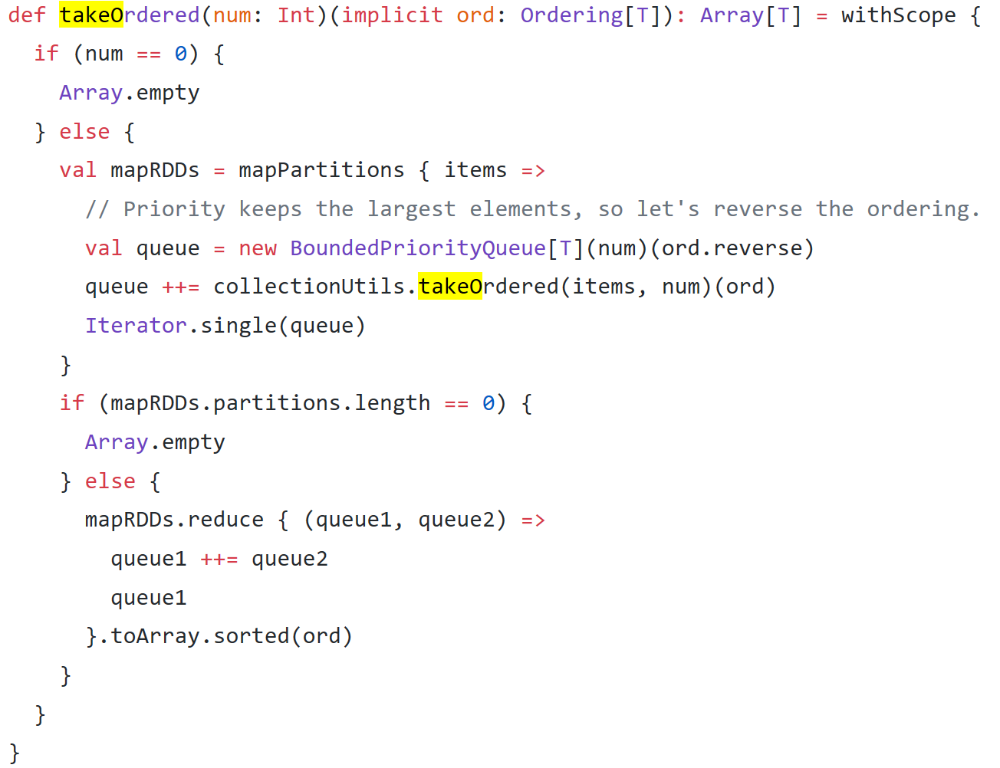 def takeOrdered(num: Int)(implicit ord: Ordering[T]): Array[T] = withScope {
  if (num == 0) {
    Array.empty
  } else {
    val mapRDDs = mapPartitions { items =>
      // Priority keeps the largest elements, so let's reverse the ordering.
      val queue = new BoundedPriorityQueue[T](num)(ord.reverse)
      queue ++= collectionUtils.takeOrdered(items, num)(ord)
      Iterator.single(queue)
    }
    if (mapRDDs.partitions.length == 0) {
      Array.empty
    } else {
      mapRDDs.reduce { (queue1, queue2) =>
        queue1 ++= queue2
        queue1
      }.toArray.sorted(ord)
    }
  }
}